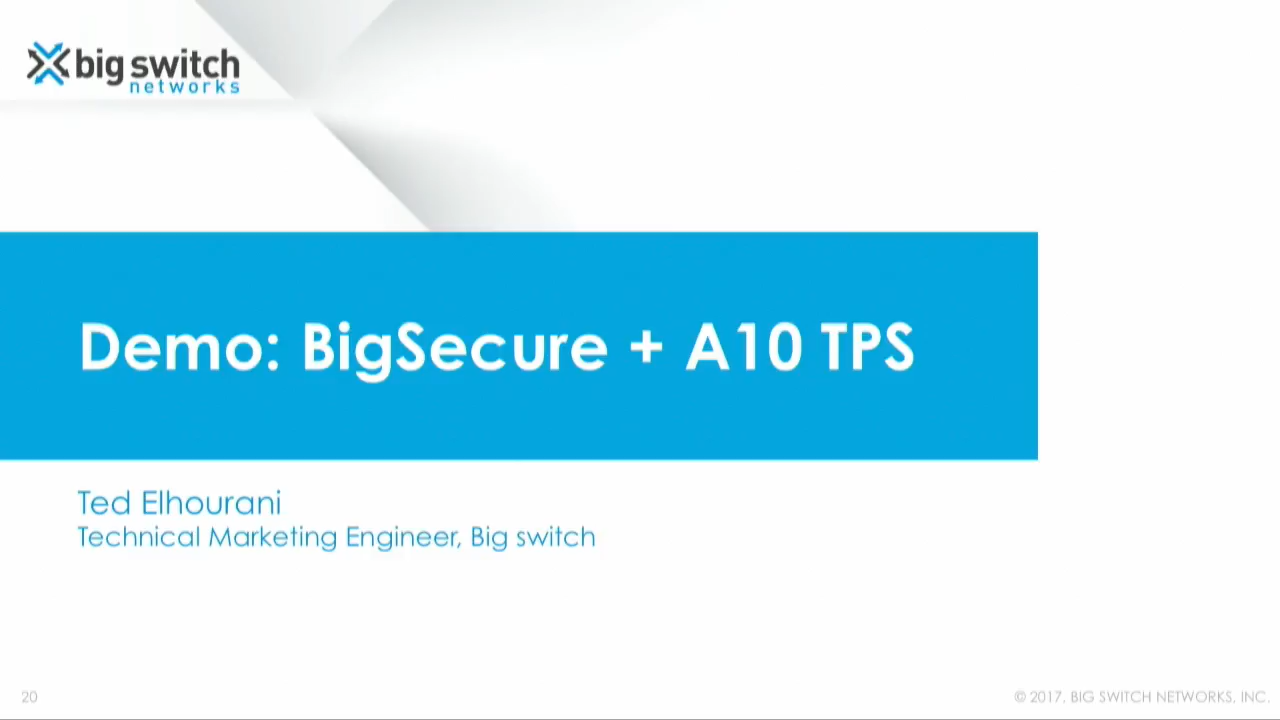 big switch
networks
Demo: BigSecure + A10 TPS
Ted Elhourani
Technical Marketing Engineer, Big switch
20
© 2017, BIG SWITCH NETWORKS, INC.